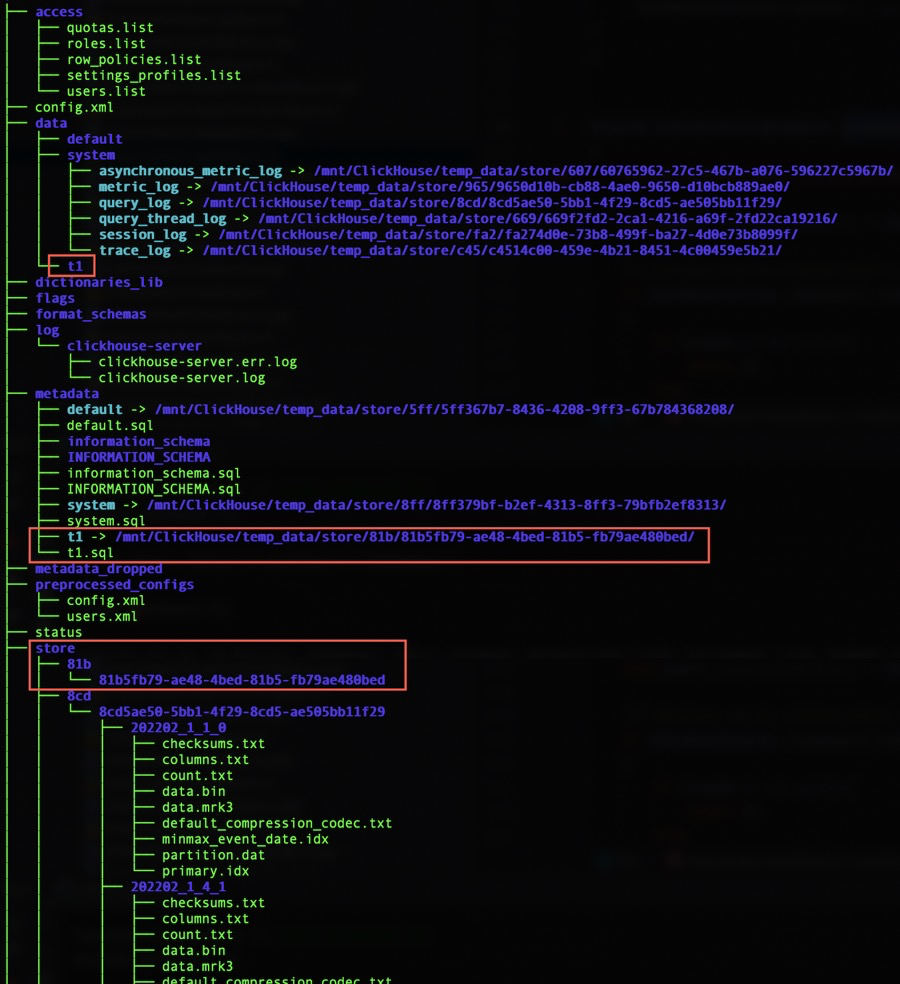 ├── access
│   ├── quotas.list
│   ├── roles.list
│   ├── row_policies.list
│   ├── settings_profiles.list
│   └── users.list
├── config.xml
├── data
│   ├── default
│   ├── system
│   │   ├── asynchronous_metric_log -> /mnt/ClickHouse/temp_data/store/607/60765962-27c5-467b-a076-596227c5967b/
│   │   ├── metric_log -> /mnt/ClickHouse/temp_data/store/965/9650d10b-cb88-4ae0-9650-d10bcb889ae0/
│   │   ├── query_log -> /mnt/ClickHouse/temp_data/store/8cd/8cd5ae50-5bb1-4f29-8cd5-ae505bb11f29/
│   │   ├── query_thread_log -> /mnt/ClickHouse/temp_data/store/669/669f2fd2-2ca1-4216-a69f-2fd22ca19216/
│   │   ├── session_log -> /mnt/ClickHouse/temp_data/store/fa2/fa274d0e-73b8-499f-ba27-4d0e73b8099f/
│   │   └── trace_log -> /mnt/ClickHouse/temp_data/store/c45/c4514c00-459e-4b21-8451-4c00459e5b21/
│   └── t1
├── dictionaries_lib
├── flags
├── format_schemas
├── log
│   └── clickhouse-server
│       ├── clickhouse-server.err.log
│       └── clickhouse-server.log
├── metadata
│   ├── default -> /mnt/ClickHouse/temp_data/store/5ff/5ff367b7-8436-4208-9ff3-67b784368208/
│   ├── default.sql
│   ├── information_schema
│   ├── INFORMATION_SCHEMA
│   ├── information_schema.sql
│   ├── INFORMATION_SCHEMA.sql
│   ├── system -> /mnt/ClickHouse/temp_data/store/8ff/8ff379bf-b2ef-4313-8ff3-79bfb2ef8313/
│   ├── system.sql
│   ├── t1 -> /mnt/ClickHouse/temp_data/store/81b/81b5fb79-ae48-4bed-81b5-fb79ae480bed/
│   └── t1.sql
├── metadata_dropped
├── preprocessed_configs
│   ├── config.xml
│   └── users.xml
├── status
├── store
│   ├── 81b
│   │   └── 81b5fb79-ae48-4bed-81b5-fb79ae480bed
│   ├── 8cd
│   │   └── 8cd5ae50-5bb1-4f29-8cd5-ae505bb11f29
│   │       ├── 202202_1_1_0
│   │       │   ├── checksums.txt
│   │       │   ├── columns.txt
│   │       │   ├── count.txt
│   │       │   ├── data.bin
│   │       │   ├── data.mrk3
│   │       │   ├── default_compression_codec.txt
│   │       │   ├── minmax_event_date.idx
│   │       │   ├── partition.dat
│   │       │   └── primary.idx
│   │       ├── 202202_1_4_1
│   │       │   ├── checksums.txt
│   │       │   ├── columns.txt
│   │       │   ├── count.txt
│   │       │   ├── data.bin
│   │       │   ├── data.mrk3
│   │       │   ├── default_compression_codec.txt